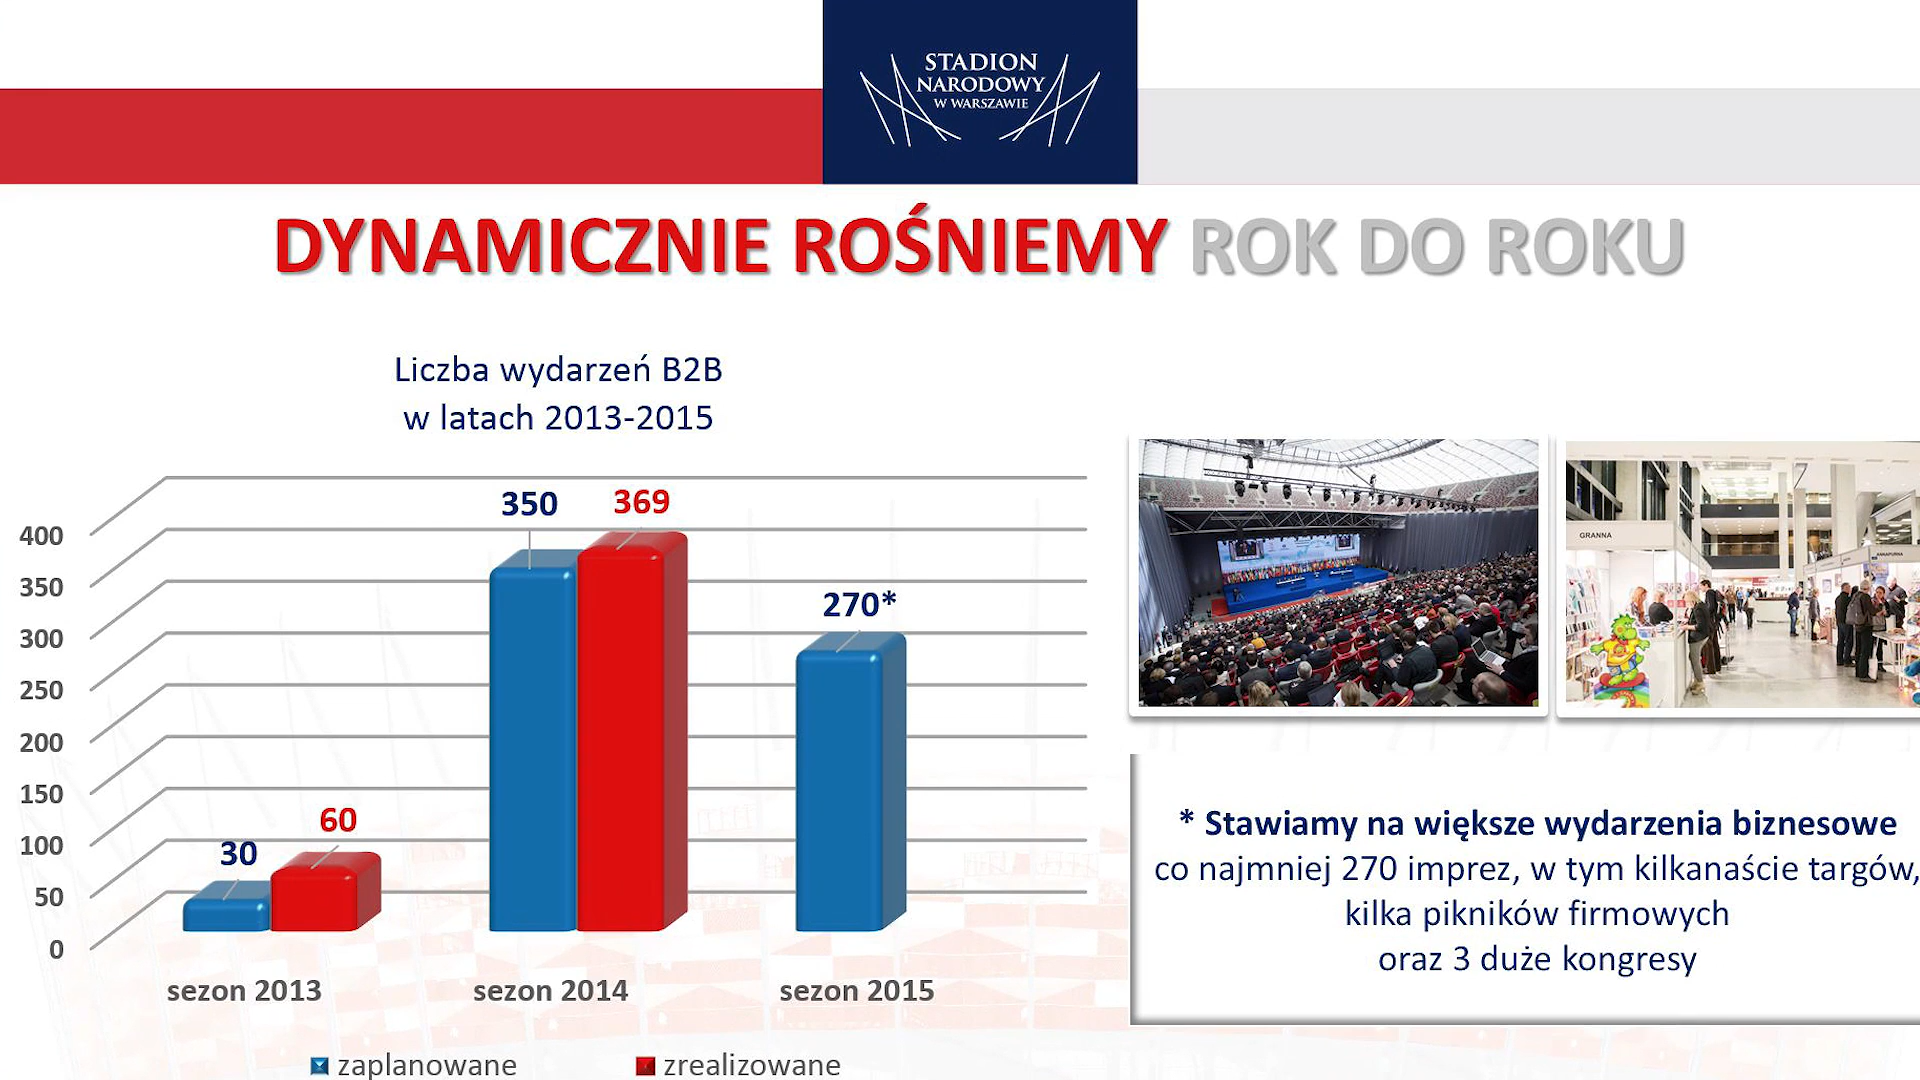 STADION
NARODOWY
W WARSZAWIE
DYNAMICZNIE ROŚNIEMY ROK DO ROKU
Liczba wydarzeń B2B
w latach 2013-2015
400
350
300
250
200
150
100
50
0
30
60
350
369
270*
sezon 2013
sezon 2014
sezon 2015
zaplanowane
zrealizowane
GRANNA
ANNAPURNA
* Stawiamy na większe wydarzenia biznesowe
co najmniej 270 imprez, w tym kilkanaście targów,
kilka pikników firmowych
oraz 3 duże kongresy